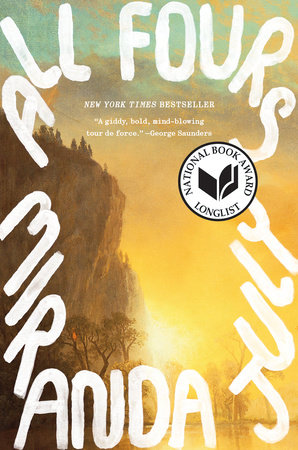 ALL FOURS
NEW YORK TIMES BESTSELLER
“A giddy, bold, mind-blowing
tour de force.” —George Saunders
NATIONAL BOOK AWARD
LONGLIST
MIRANDA
JULY